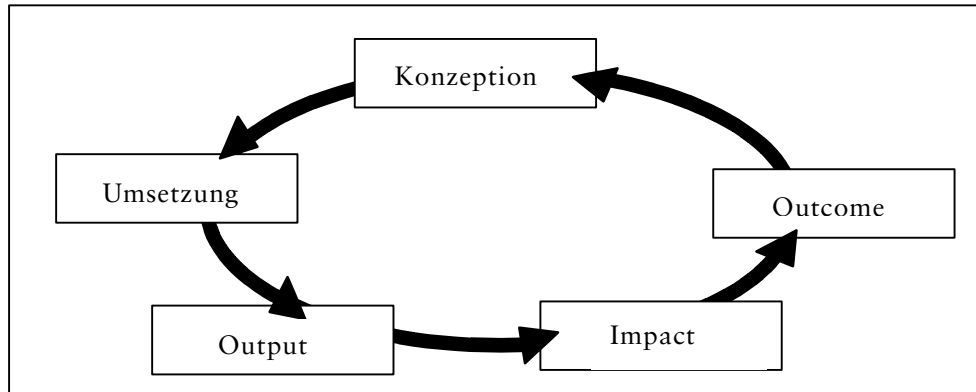 Konzeption
Umsetzung
Outcome
Output
Impact